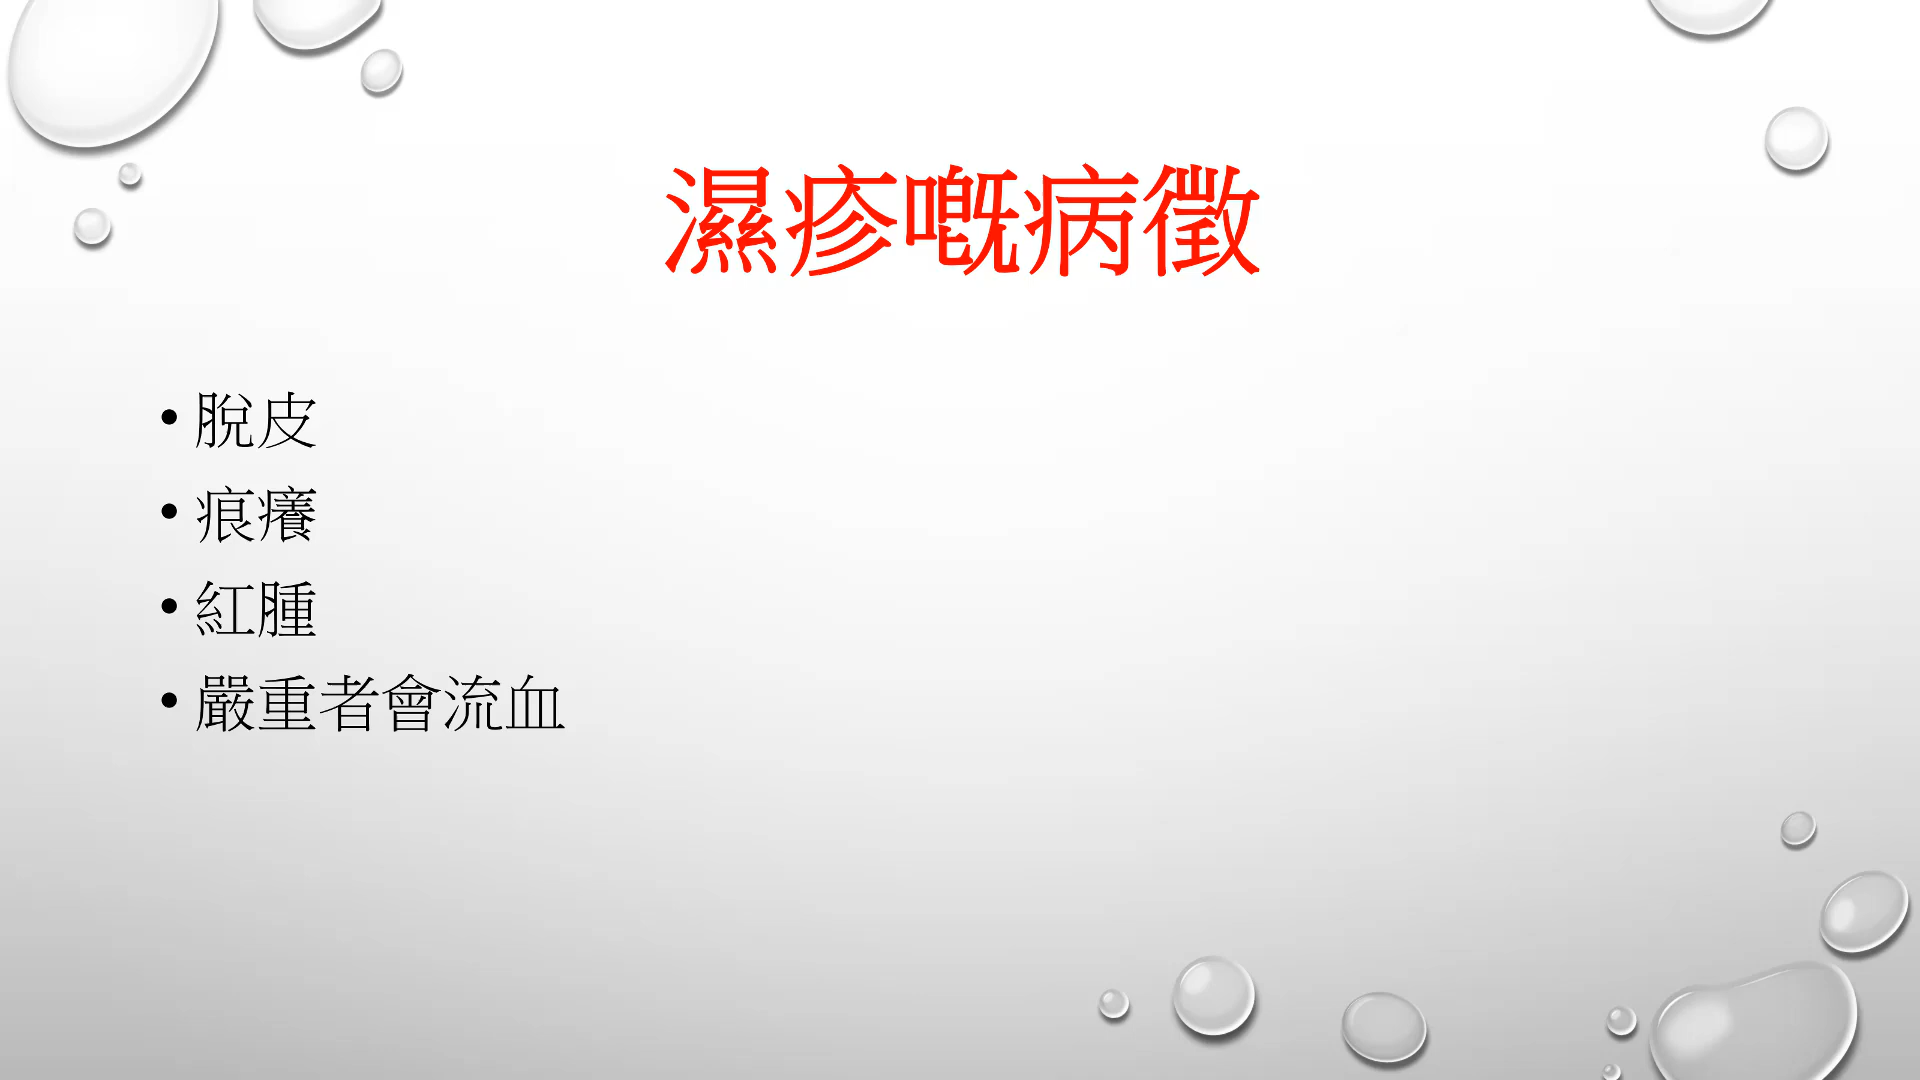 濕疹嘅病徵
• 脫皮
• 痕癢
• 紅腫
• 嚴重者會流血